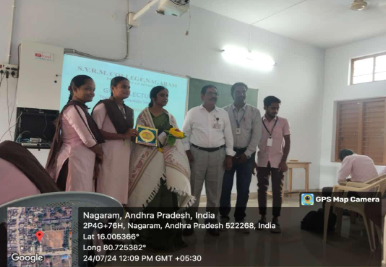 GPS Map Camera
Nagaram, Andhra Pradesh, India
2P4G+76H, Nagaram, Andhra Pradesh 522268, India
Lat 16.005366°
Long 80.725382°
24/07/24 12:09 PM GMT +05:30
Google